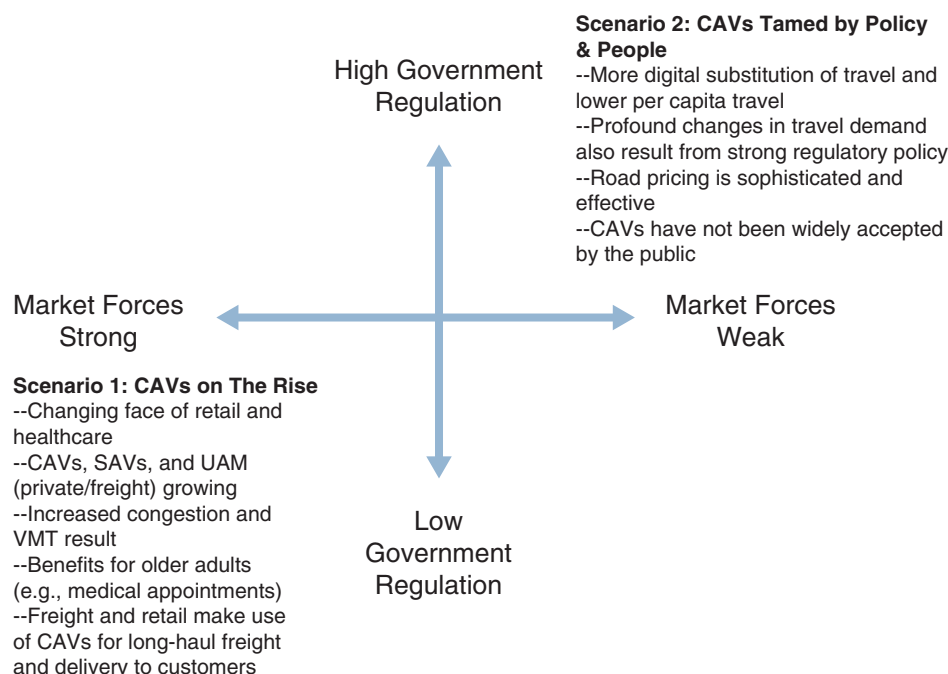 Scenario 2: CAVs Tamed by Policy
& People
--More digital substitution of travel and
lower per capita travel
--Profound changes in travel demand
also result from strong regulatory policy
--Road pricing is sophisticated and
effective
--CAVs have not been widely accepted
by the public
High Government
Regulation
Market Forces
Strong
Market Forces
Weak
Scenario 1: CAVs on The Rise
--Changing face of retail and
healthcare
--CAVs, SAVs, and UAM
(private/freight) growing
--Increased congestion and
VMT result
--Benefits for older adults
(e.g., medical appointments)
--Freight and retail make use
of CAVs for long-haul freight
and delivery to customers
Low
Government
Regulation